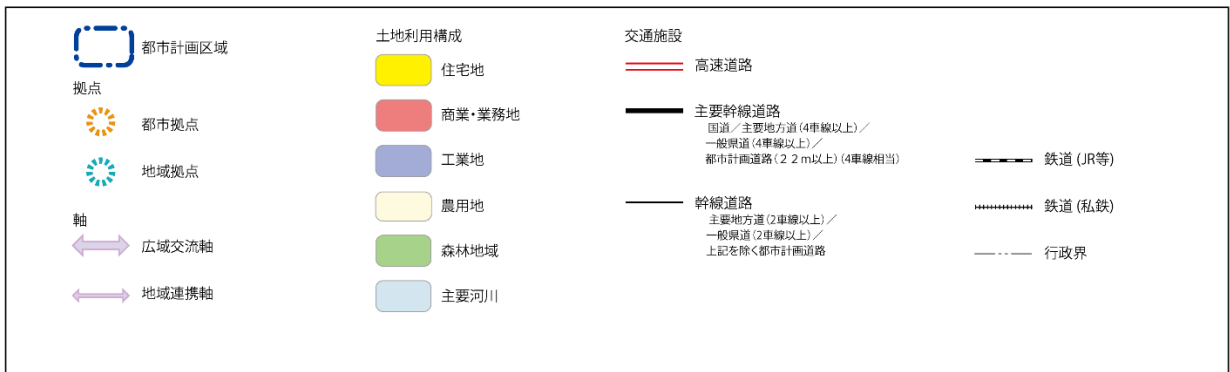 都市計画区域
拠点
都市拠点
地域拠点
軸
広域交流軸
地域連携軸
土地利用構成
住宅地
商業・業務地
工業地
農用地
森林地域
主要河川
交通施設
高速道路
主要幹線道路
国道／主要地方道(4車線以上)／
一般県道(4車線以上)／
都市計画道路(２２m以上)(4車線相当)
幹線道路
主要地方道(2車線以上)／
一般県道(2車線以上)／
上記を除く都市計画道路
鉄道(JR等)
鉄道(私鉄)
行政界